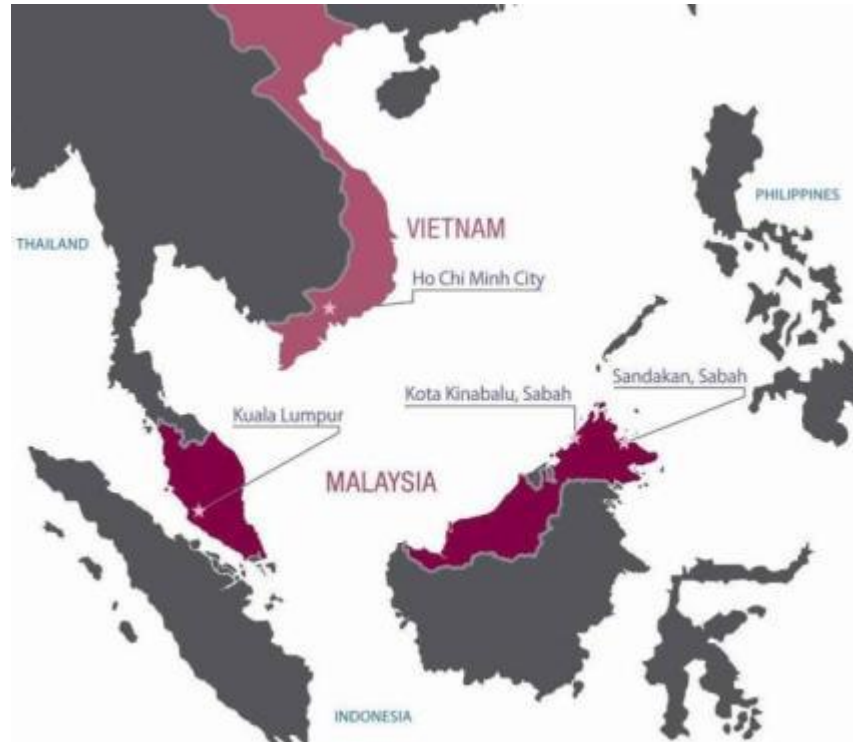 PHILIPPINES
THAILAND
VIETNAM
Ho Chi Minh City
Sandakan, Sabah
Kota Kinabalu, Sabah
Kuala Lumpur
MALAYSIA
INDONESIA